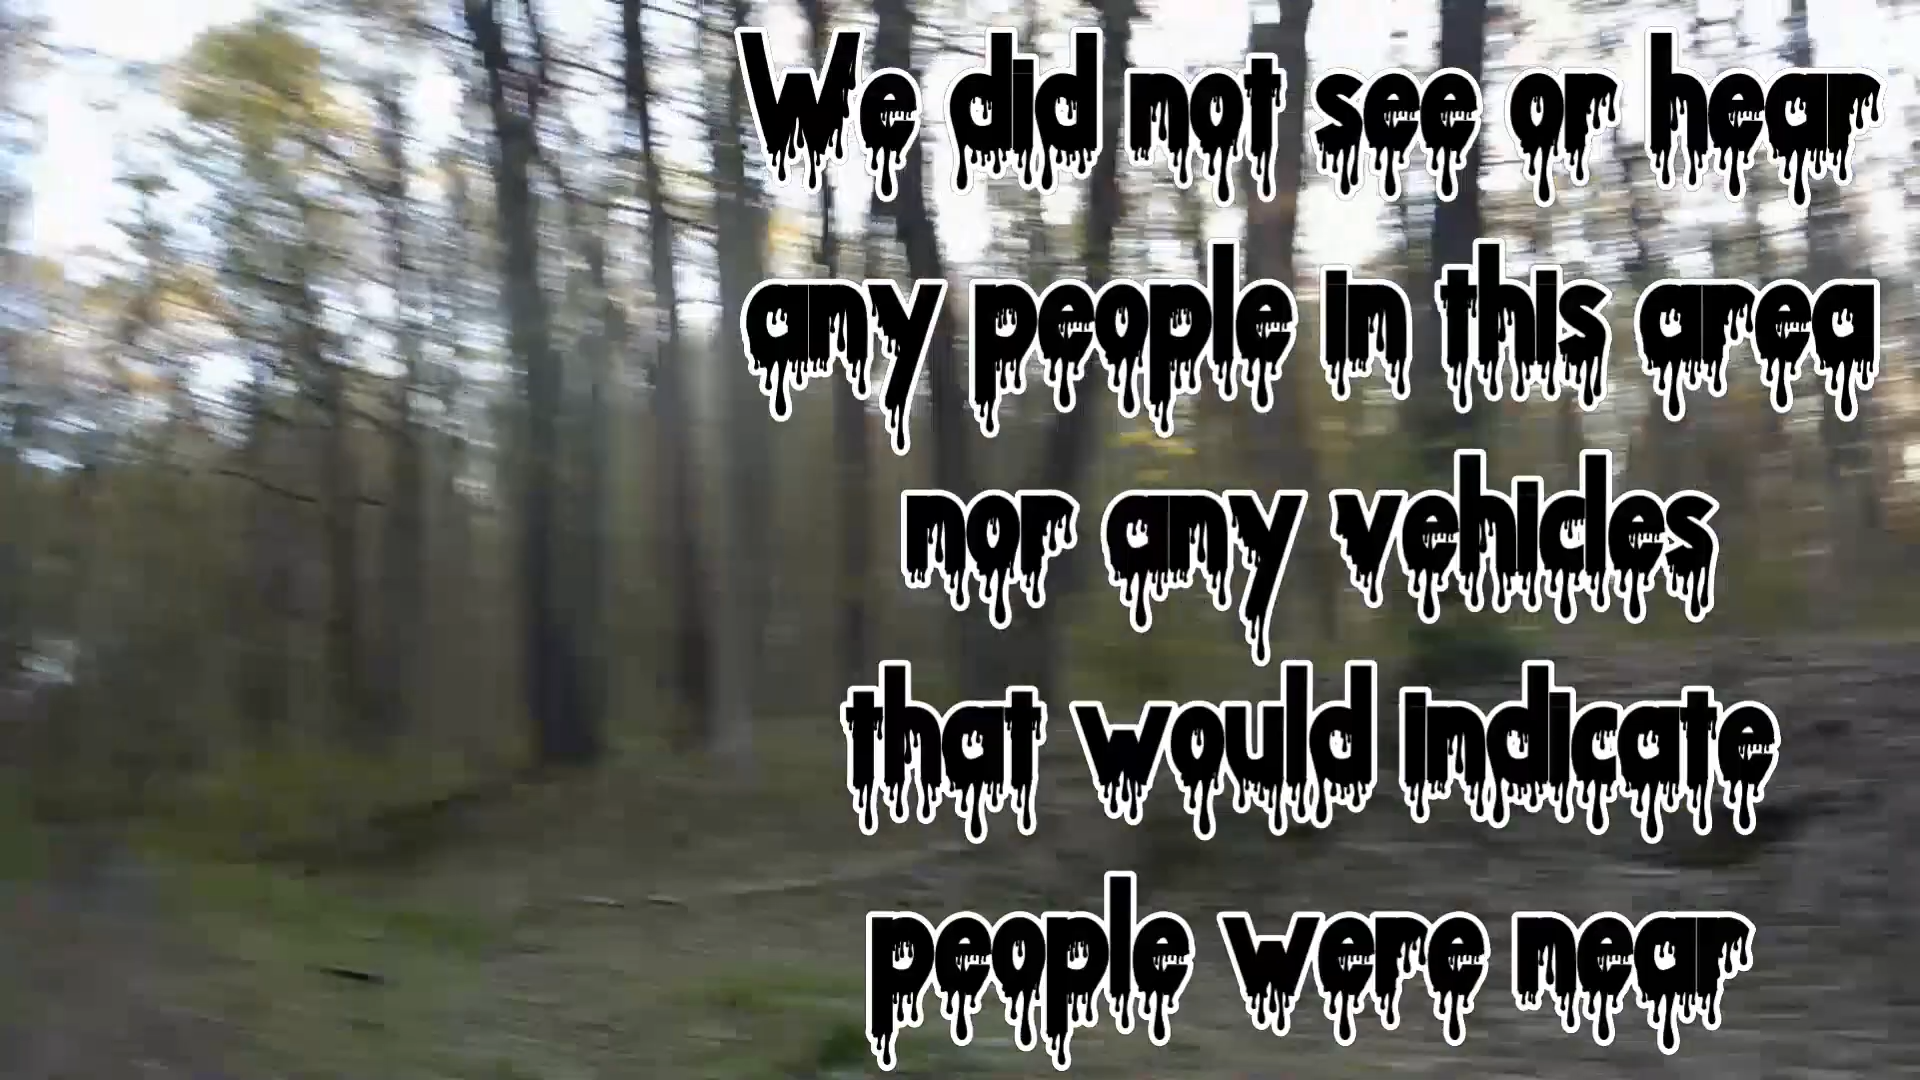 We did not see or hear
any people in this area
nor any vehicles
that would indicate
people were near